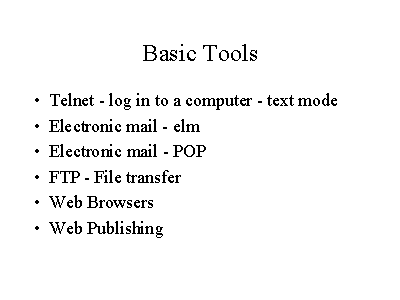 Basic Tools
• Telnet - log in to a computer - text mode
• Electronic mail - elm
• Electronic mail - POP
• FTP - File transfer
• Web Browsers
• Web Publishing